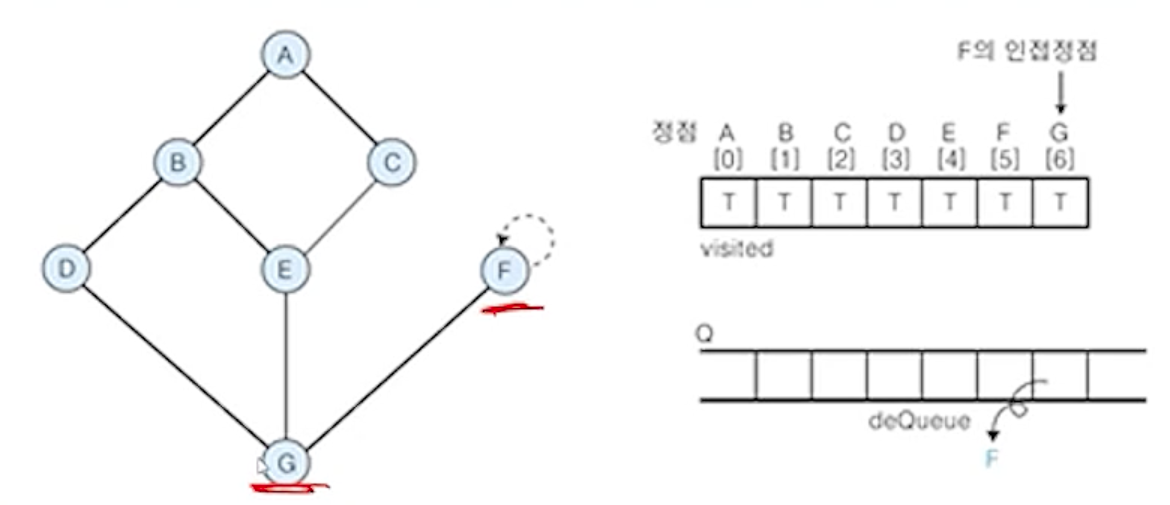 A
B
C
D
E
F
G
F의 인접정점
정점 A B C D E F G
[0] [1] [2] [3] [4] [5] [6]
T T T T T T T
visited
Q
deQueue
F